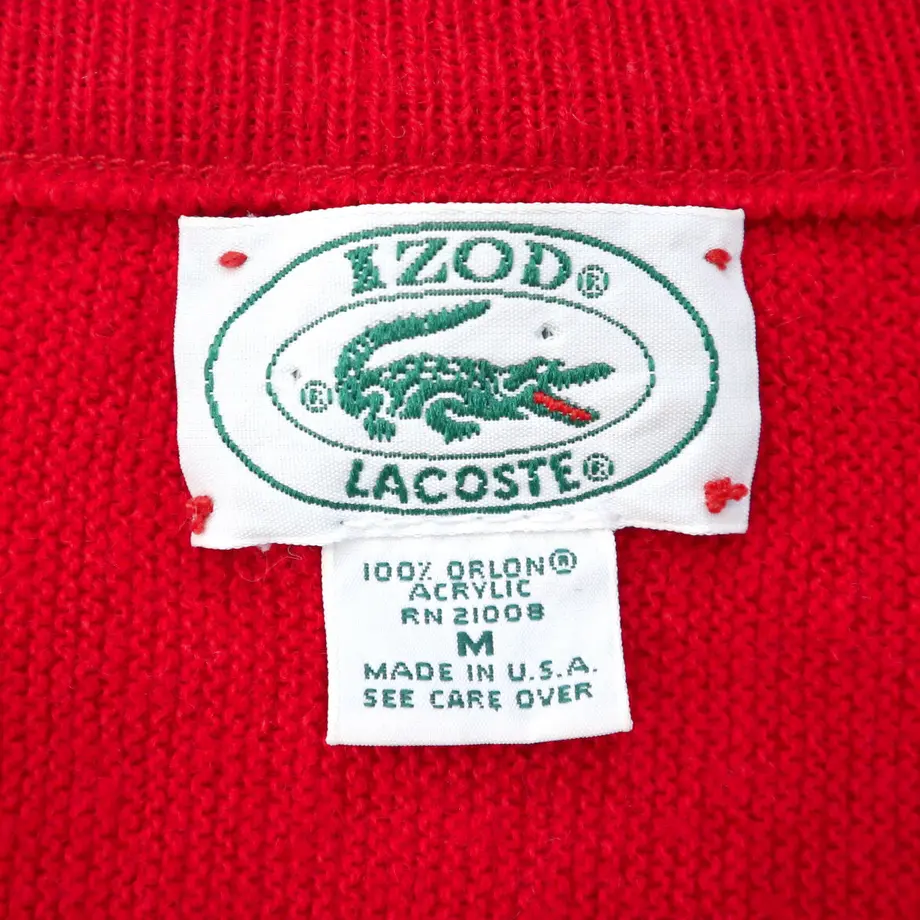 IZOD®
®
LACOSTE®
100% ORLON®
ACRYLIC
RN 21008
M
MADE IN U.S.A.
SEE CARE OVER